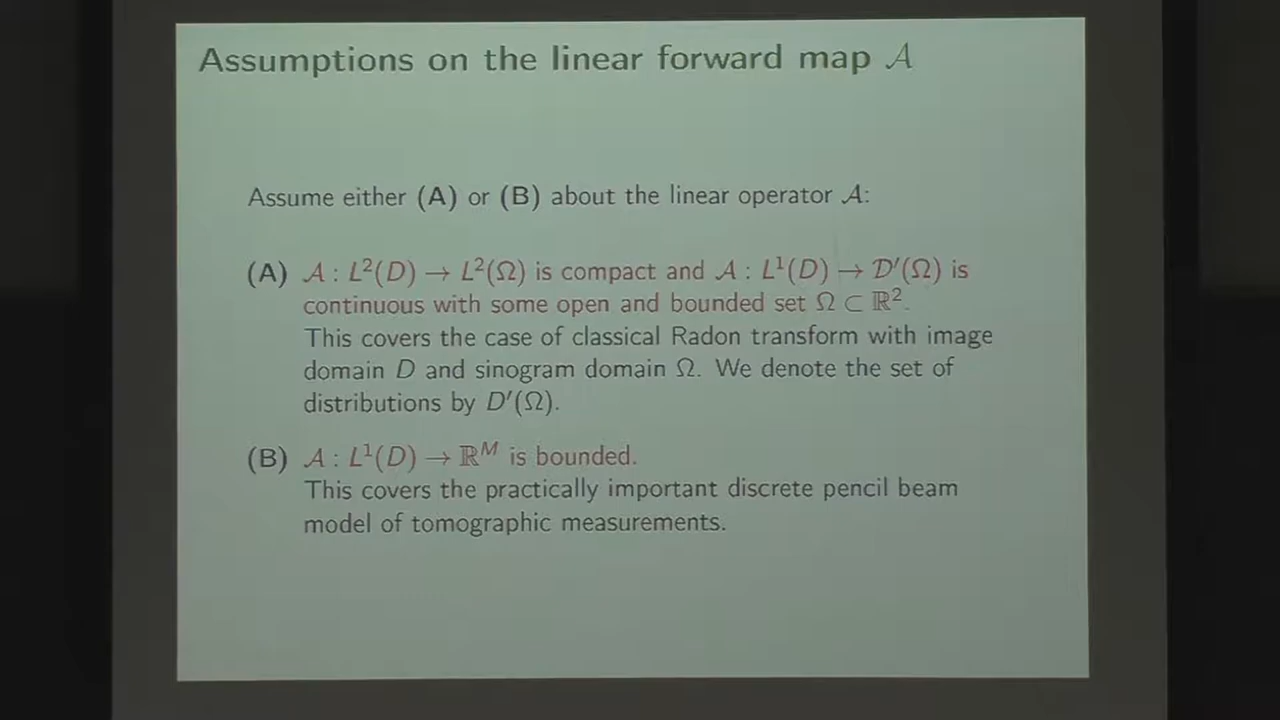 Assumptions on the linear forward map 𝒜
Assume either (A) or (B) about the linear operator 𝒜:
(A) 𝒜 : L²(D) → L²(Ω) is compact and 𝒜 : L¹(D) → 𝒟′(Ω) is
continuous with some open and bounded set Ω ⊂ ℝ².
This covers the case of classical Radon transform with image
domain D and sinogram domain Ω. We denote the set of
distributions by D′(Ω).
(B) 𝒜 : L¹(D) → ℝᴹ is bounded.
This covers the practically important discrete pencil beam
model of tomographic measurements.